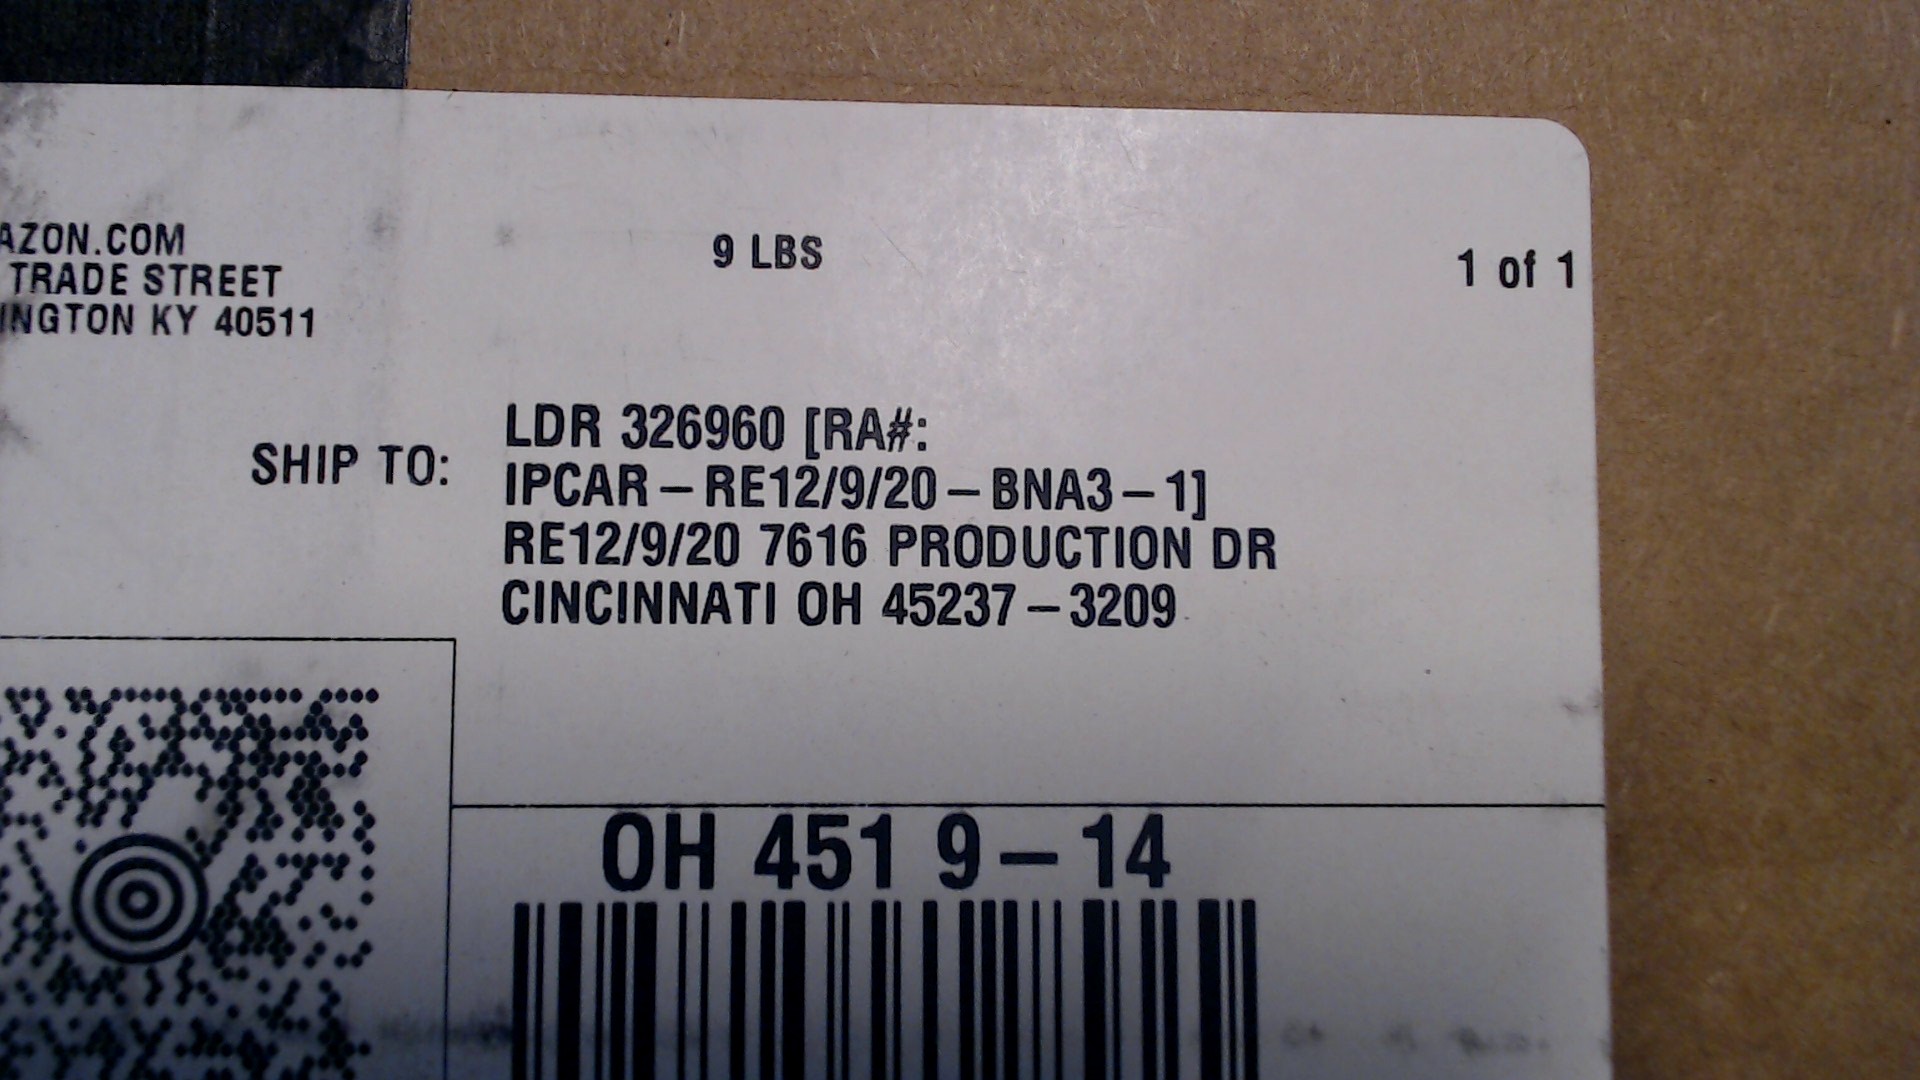 AZON.COM
TRADE STREET
INGTON KY 40511
9 LBS
1 of 1
SHIP TO:
LDR 326960 [RA#:
IPCAR – RE12/9/20 – BNA3 – 1]
RE12/9/20 7616 PRODUCTION DR
CINCINNATI OH 45237 – 3209
OH 451 9 – 14